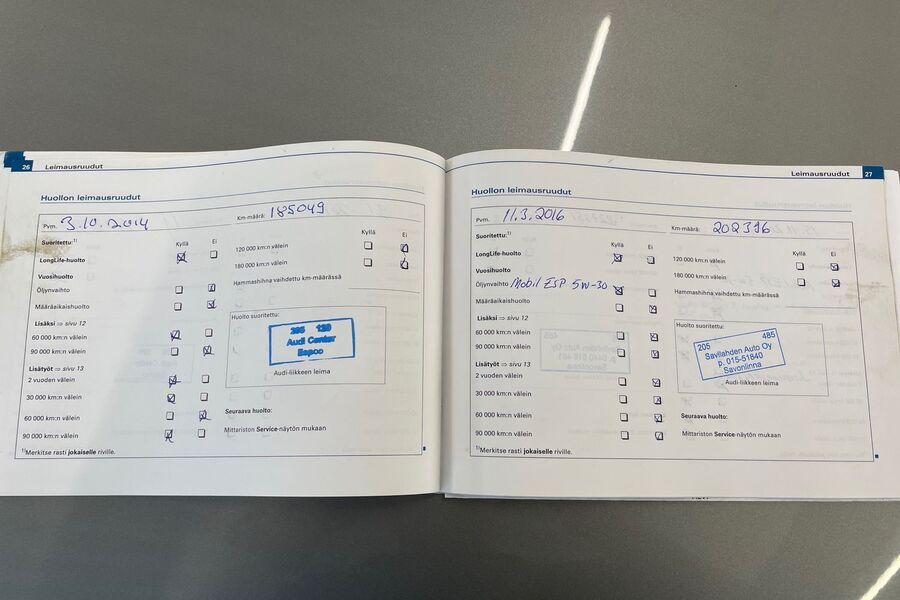 26 Leimausruudut
Huollon leimausruudut
Pvm. 3.10.2014 Km-määrä: 185049
Suoritettu:1) Kyllä Ei
LongLife-huolto
Vuosihuolto
Öljynvaihto
Määräaikaishuolto
Lisäksi ⇒ sivu 12
60 000 km:n välein
90 000 km:n välein
Lisätyöt ⇒ sivu 13
2 vuoden välein
30 000 km:n välein
60 000 km:n välein
90 000 km:n välein
1)Merkitse rasti jokaiselle riville.
Kyllä Ei
120 000 km:n välein
180 000 km:n välein
Hammashihna vaihdettu km-määrässä
Huolto suoritettu:
Audi Center
Espoo
Audi-liikkeen leima
Seuraava huolto:
Mittariston Service-näytön mukaan
Leimausruudut 27
Huollon leimausruudut
Pvm. 11.3.2016 Km-määrä: 202396
Suoritettu:1) Kyllä Ei
LongLife-huolto
Vuosihuolto
Öljynvaihto Mobil ESP 5W-30
Määräaikaishuolto
Lisäksi ⇒ sivu 12
60 000 km:n välein
90 000 km:n välein
Lisätyöt ⇒ sivu 13
2 vuoden välein
30 000 km:n välein
60 000 km:n välein
90 000 km:n välein
1)Merkitse rasti jokaiselle riville.
Kyllä Ei
120 000 km:n välein
180 000 km:n välein
Hammashihna vaihdettu km-määrässä
Huolto suoritettu:
205 485
Savilahden Auto Oy
p. 015-51840
Savonlinna
Audi-liikkeen leima
Seuraava huolto:
Mittariston Service-näytön mukaan